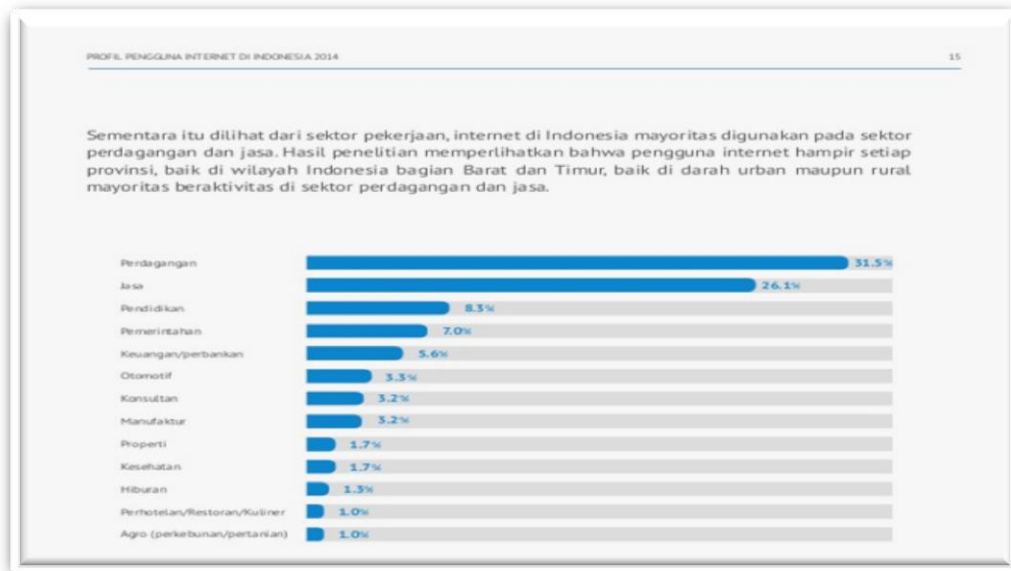 PROFIL PENGGUNA INTERNET DI INDONESIA 2014 15
Sementara itu dilihat dari sektor pekerjaan, internet di Indonesia mayoritas digunakan pada sektor
perdagangan dan jasa. Hasil penelitian memperlihatkan bahwa pengguna internet hampir setiap
provinsi, baik di wilayah Indonesia bagian Barat dan Timur, baik di darah urban maupun rural
mayoritas beraktivitas di sektor perdagangan dan jasa.
Perdagangan 31.5%
Jasa 26.1%
Pendidikan 8.3%
Pemerintahan 7.0%
Keuangan/perbankan 5.6%
Otomotif 3.3%
Konsultan 3.2%
Manufaktur 3.2%
Properti 1.7%
Kesehatan 1.7%
Hiburan 1.3%
Perhotelan/Restoran/Kuliner 1.0%
Agro (perkebunan/pertanian) 1.0%